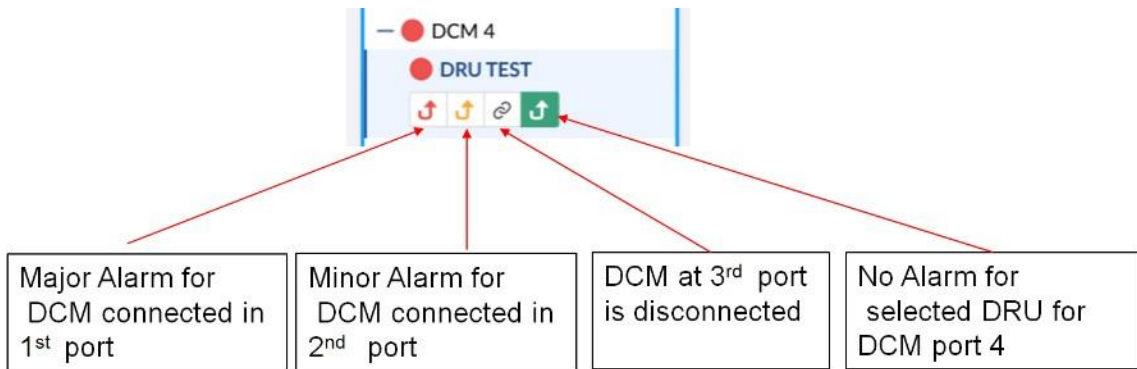 DCM 4
DRU TEST
Major Alarm for
DCM connected in
1st port
Minor Alarm for
DCM connected in
2nd port
DCM at 3rd port
is disconnected
No Alarm for
selected DRU for
DCM port 4